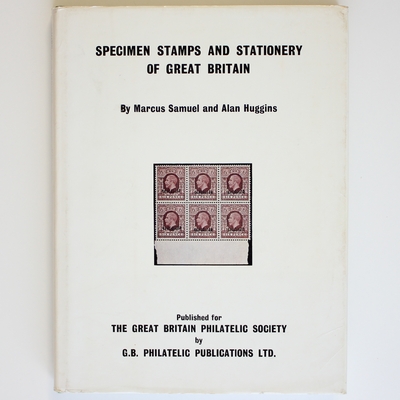 SPECIMEN STAMPS AND STATIONERY
OF GREAT BRITAIN
By Marcus Samuel and Alan Huggins
Published for
THE GREAT BRITAIN PHILATELIC SOCIETY
by
G.B. PHILATELIC PUBLICATIONS LTD.